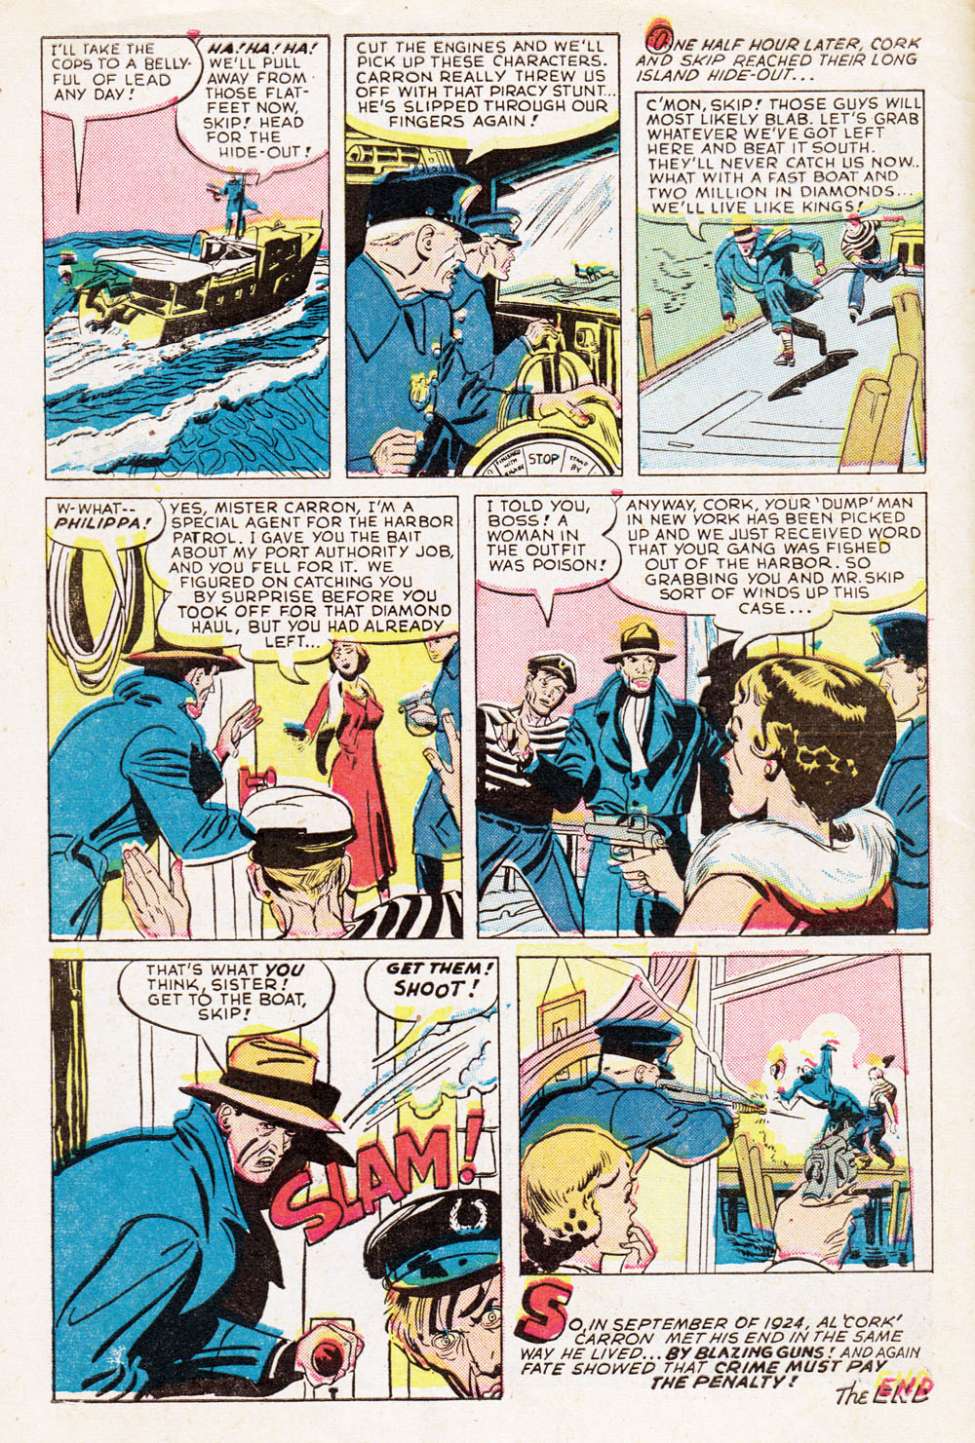 I'LL TAKE THE
COPS TO A BELLY-
FUL OF LEAD
ANY DAY!
HA! HA! HA!
WE'LL PULL
AWAY FROM
THOSE FLAT-
FEET NOW,
SKIP! HEAD
FOR THE
HIDE-OUT!
CUT THE ENGINES AND WE'LL
PICK UP THESE CHARACTERS.
CARRON REALLY THREW US
OFF WITH THAT PIRACY STUNT...
HE'S SLIPPED THROUGH OUR
FINGERS AGAIN!
FINISHED
WITH
STOP
STAND
BY
ONE HALF HOUR LATER, CORK
AND SKIP REACHED THEIR LONG
ISLAND HIDE-OUT...
C'MON, SKIP! THOSE GUYS WILL
MOST LIKELY BLAB. LET'S GRAB
WHATEVER WE'VE GOT LEFT
HERE AND BEAT IT SOUTH.
THEY'LL NEVER CATCH US NOW..
WHAT WITH A FAST BOAT AND
TWO MILLION IN DIAMONDS...
WE'LL LIVE LIKE KINGS!
W-WHAT--
PHILIPPA!
YES, MISTER CARRON, I'M A
SPECIAL AGENT FOR THE HARBOR
PATROL. I GAVE YOU THE BAIT
ABOUT MY PORT AUTHORITY JOB,
AND YOU FELL FOR IT. WE
FIGURED ON CATCHING YOU
BY SURPRISE BEFORE YOU
TOOK OFF FOR THAT DIAMOND
HAUL, BUT YOU HAD ALREADY
LEFT...
I TOLD YOU,
BOSS! A
WOMAN IN
THE OUTFIT
WAS POISON!
ANYWAY, CORK, YOUR 'DUMP' MAN
IN NEW YORK HAS BEEN PICKED
UP AND WE JUST RECEIVED WORD
THAT YOUR GANG WAS FISHED
OUT OF THE HARBOR. SO
GRABBING YOU AND MR. SKIP
SORT OF WINDS UP THIS
CASE...
THAT'S WHAT YOU
THINK, SISTER!
GET TO THE BOAT,
SKIP!
GET THEM!
SHOOT!
SLAM!
SO, IN SEPTEMBER OF 1924, AL 'CORK'
CARRON MET HIS END IN THE SAME
WAY HE LIVED... BY BLAZING GUNS! AND AGAIN
FATE SHOWED THAT CRIME MUST PAY
THE PENALTY!
The END